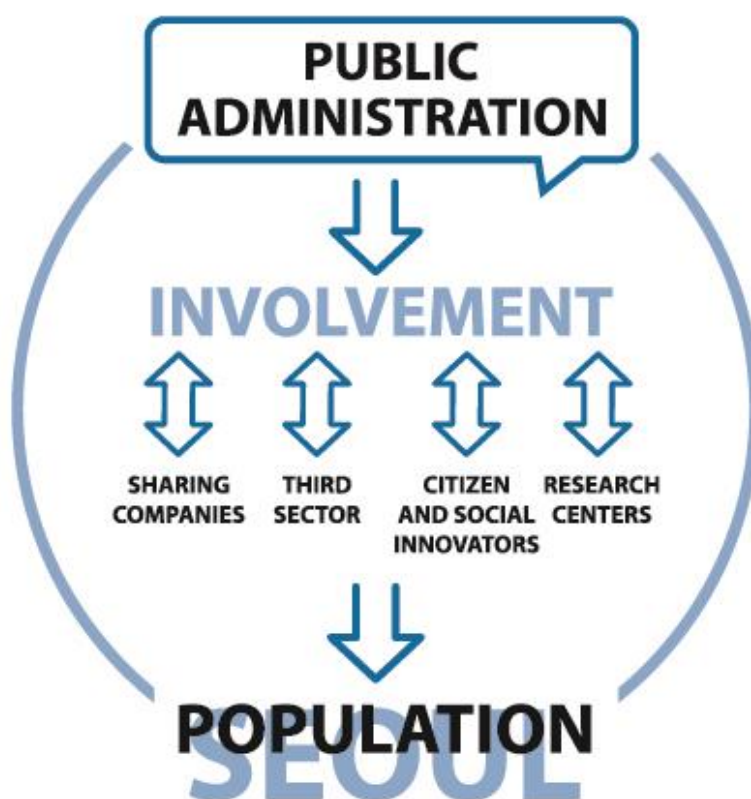 PUBLIC
ADMINISTRATION
INVOLVEMENT
SHARING
COMPANIES
THIRD
SECTOR
CITIZEN
AND SOCIAL
INNOVATORS
RESEARCH
CENTERS
POPULATION
SEOUL